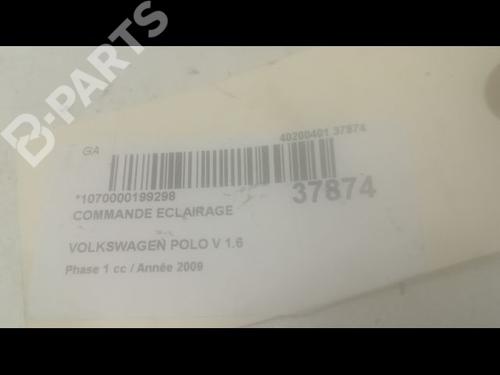 B-PARTS
GA
40200401 37874
*1070000199298
37874
COMMANDE ECLAIRAGE
VOLKSWAGEN POLO V 1.6
Phase 1 cc / Année 2009